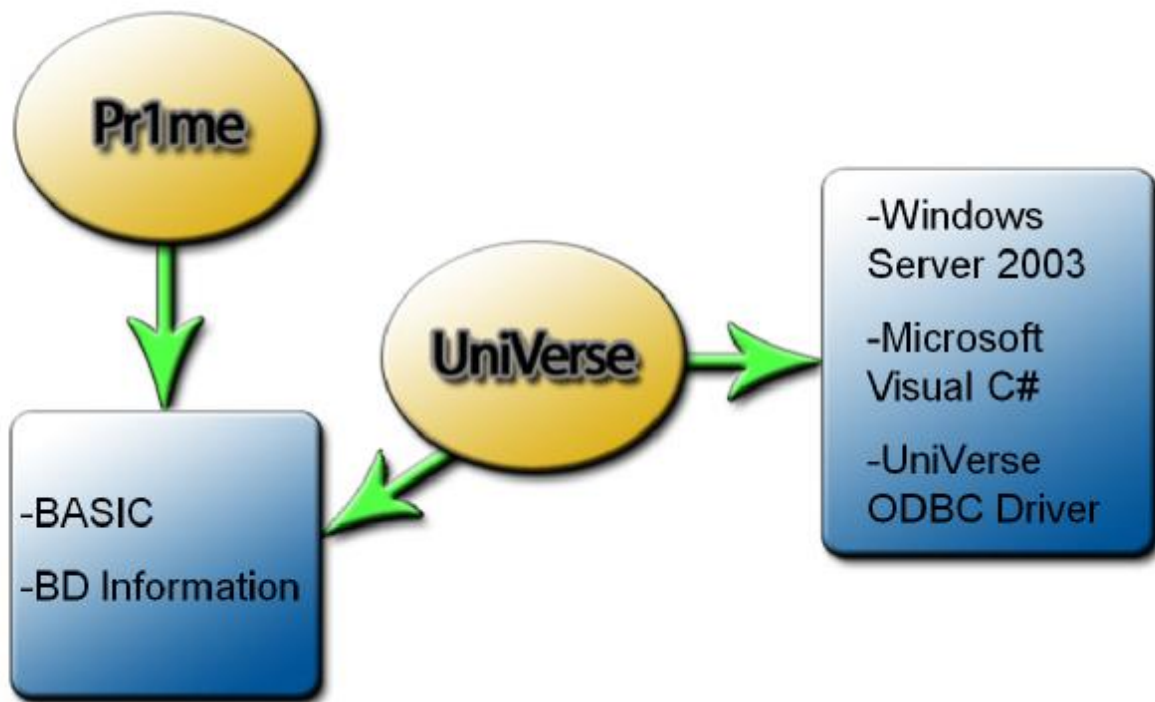 Pr1me
UniVerse
-BASIC
-BD Information
-Windows
Server 2003
-Microsoft
Visual C#
-UniVerse
ODBC Driver